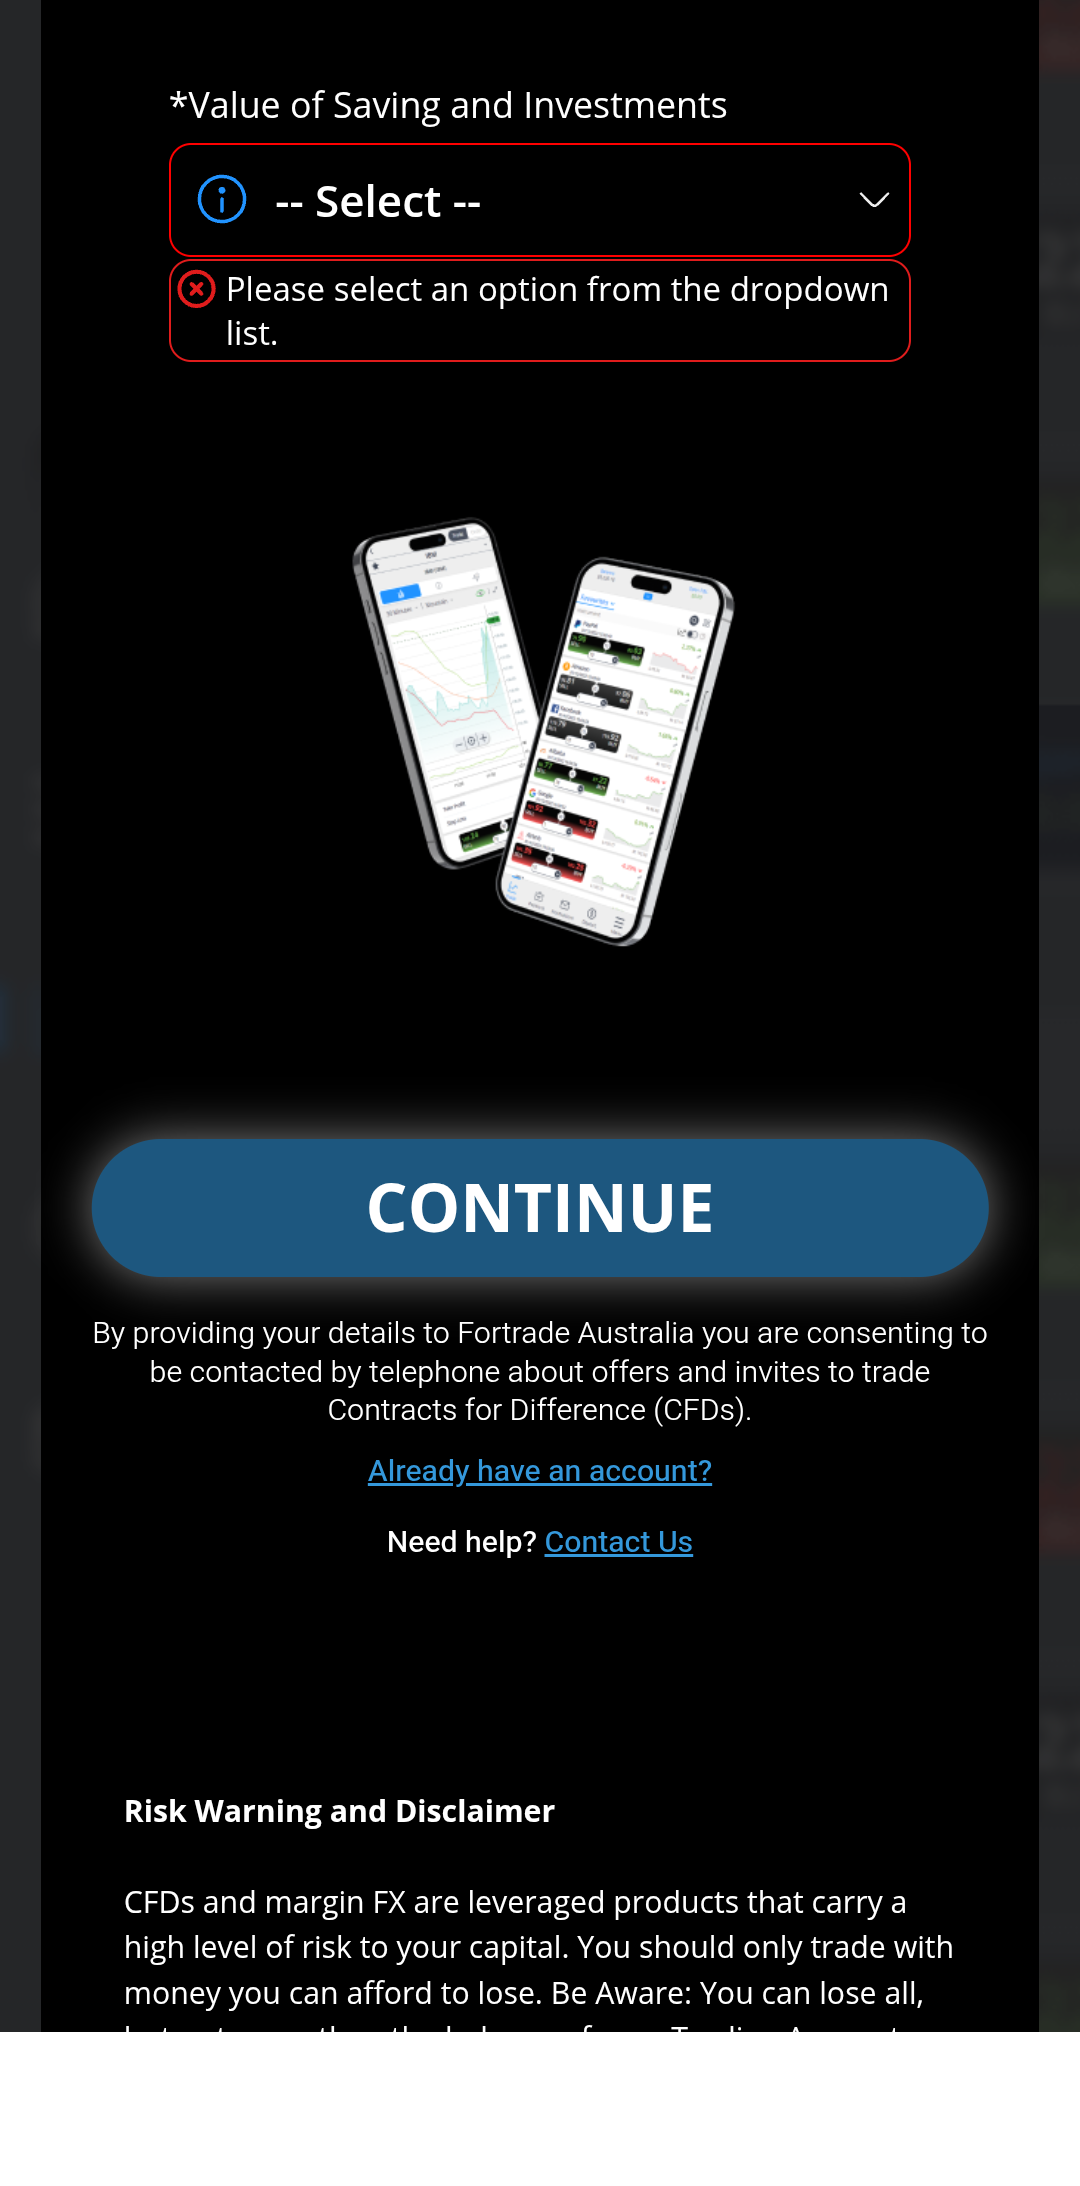 *Value of Saving and Investments
-- Select --
Please select an option from the dropdown
list.
CONTINUE
By providing your details to Fortrade Australia you are consenting to
be contacted by telephone about offers and invites to trade
Contracts for Difference (CFDs).
Already have an account?
Need help? Contact Us
Risk Warning and Disclaimer
CFDs and margin FX are leveraged products that carry a
high level of risk to your capital. You should only trade with
money you can afford to lose. Be Aware: You can lose all,